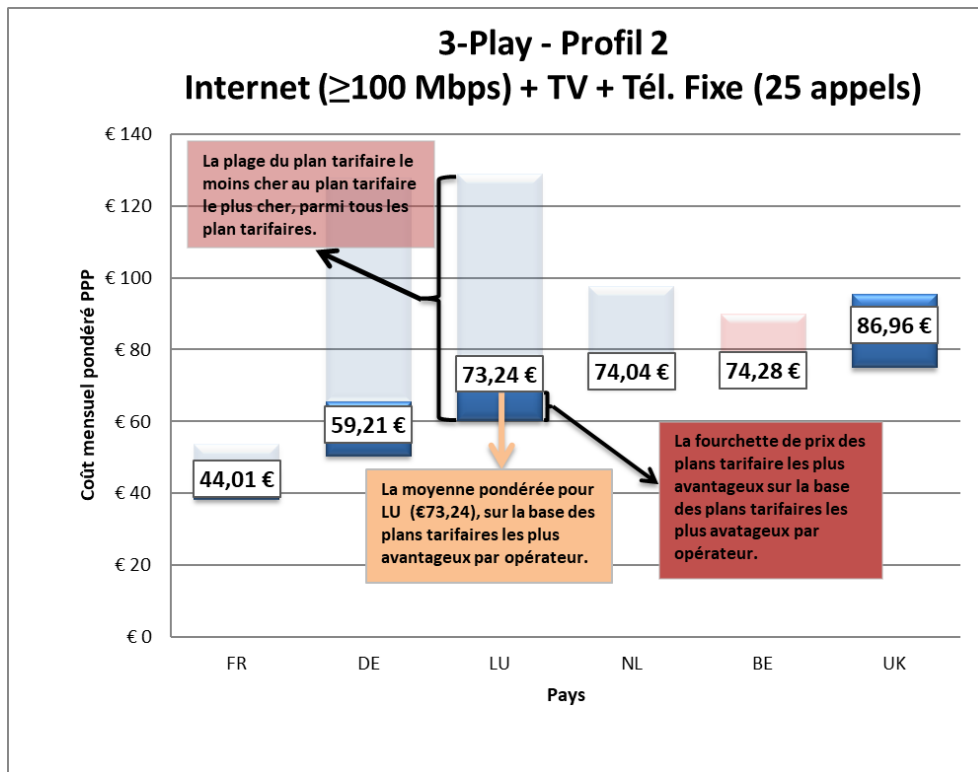 3-Play - Profil 2
Internet (≥100 Mbps) + TV + Tél. Fixe (25 appels)
Coût mensuel pondéré PPP
€ 140
€ 120
€ 100
€ 80
€ 60
€ 40
€ 20
€ 0
La plage du plan tarifaire le
moins cher au plan tarifaire
le plus cher, parmi tous les
plan tarifaires.
44,01 €
59,21 €
73,24 €
74,04 €
74,28 €
86,96 €
La moyenne pondérée pour
LU (€73,24), sur la base des
plans tarifaires les plus
avantageux par opérateur.
La fourchette de prix des
plans tarifaire les plus
avantageux sur la base
des plans tarifaires les
plus avatageux par
opérateur.
FR
DE
LU
NL
BE
UK
Pays